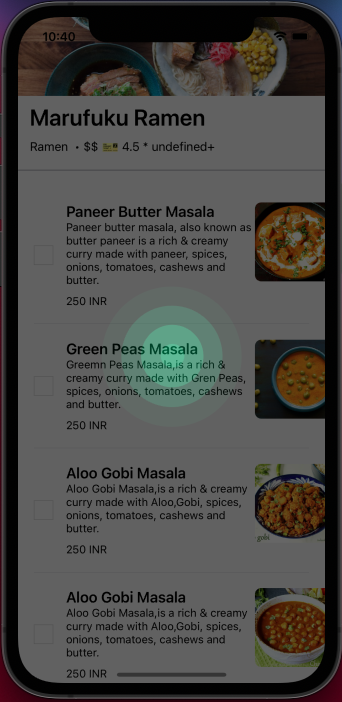 10:40
Marufuku Ramen
Ramen • $$ 🎫 4.5 * undefined+
Paneer Butter Masala
Paneer butter masala, also known as
butter paneer is a rich & creamy
curry made with paneer, spices,
onions, tomatoes, cashews and
butter.
250 INR
Green Peas Masala
Greemn Peas Masala,is a rich &
creamy curry made with Gren Peas,
spices, onions, tomatoes, cashews
and butter.
250 INR
Aloo Gobi Masala
Aloo Gobi Masala,is a rich & creamy
curry made with Aloo,Gobi, spices,
onions, tomatoes, cashews and
butter.
gobi
250 INR
Aloo Gobi Masala
Aloo Gobi Masala,is a rich & creamy
curry made with Aloo,Gobi, spices,
onions, tomatoes, cashews and
butter.
250 INR